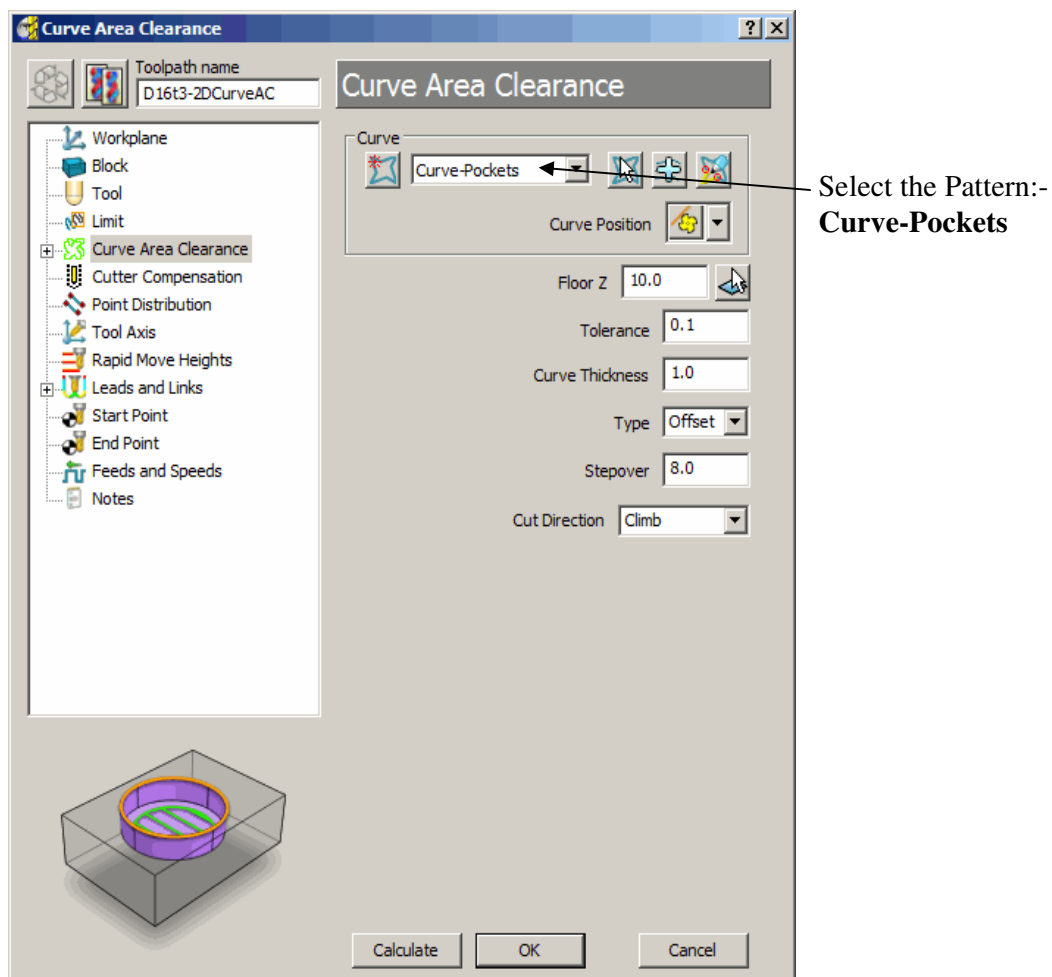 Curve Area Clearance
Toolpath name
D16t3-2DCurveAC
Workplane
Block
Tool
Limit
Curve Area Clearance
Cutter Compensation
Point Distribution
Tool Axis
Rapid Move Heights
Leads and Links
Start Point
End Point
Feeds and Speeds
Notes
Curve Area Clearance
Curve
Curve-Pockets
Curve Position
Floor Z 10.0
Tolerance 0.1
Curve Thickness 1.0
Type Offset
Stepover 8.0
Cut Direction Climb
Calculate OK Cancel
Select the Pattern:-
Curve-Pockets